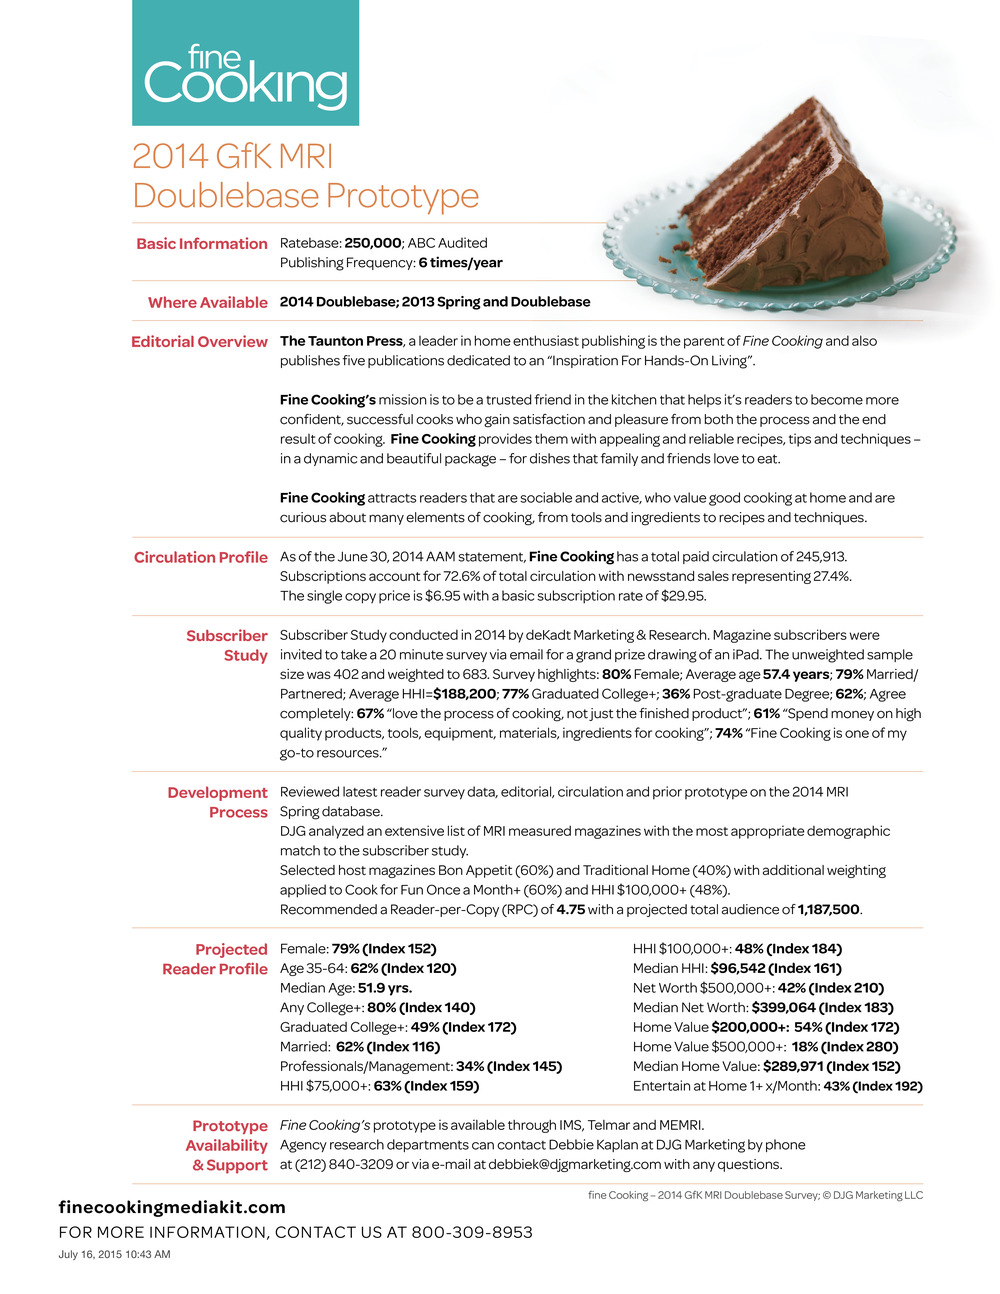 fine
Cooking
2014 GfK MRI
Doublebase Prototype
Basic Information
Ratebase: 250,000; ABC Audited
Publishing Frequency: 6 times/year
Where Available
2014 Doublebase; 2013 Spring and Doublebase
Editorial Overview
The Taunton Press, a leader in home enthusiast publishing is the parent of Fine Cooking and also
publishes five publications dedicated to an “Inspiration For Hands-On Living”.
Fine Cooking’s mission is to be a trusted friend in the kitchen that helps it’s readers to become more
confident, successful cooks who gain satisfaction and pleasure from both the process and the end
result of cooking. Fine Cooking provides them with appealing and reliable recipes, tips and techniques –
in a dynamic and beautiful package – for dishes that family and friends love to eat.
Fine Cooking attracts readers that are sociable and active, who value good cooking at home and are
curious about many elements of cooking, from tools and ingredients to recipes and techniques.
Circulation Profile
As of the June 30, 2014 AAM statement, Fine Cooking has a total paid circulation of 245,913.
Subscriptions account for 72.6% of total circulation with newsstand sales representing 27.4%.
The single copy price is $6.95 with a basic subscription rate of $29.95.
Subscriber
Study
Subscriber Study conducted in 2014 by deKadt Marketing & Research. Magazine subscribers were
invited to take a 20 minute survey via email for a grand prize drawing of an iPad. The unweighted sample
size was 402 and weighted to 683. Survey highlights: 80% Female; Average age 57.4 years; 79% Married/
Partnered; Average HHI=$188,200; 77% Graduated College+; 36% Post-graduate Degree; 62%; Agree
completely: 67% “love the process of cooking, not just the finished product”; 61% “Spend money on high
quality products, tools, equipment, materials, ingredients for cooking”; 74% “Fine Cooking is one of my
go-to resources.”
Development
Process
Reviewed latest reader survey data, editorial, circulation and prior prototype on the 2014 MRI
Spring database.
DJG analyzed an extensive list of MRI measured magazines with the most appropriate demographic
match to the subscriber study.
Selected host magazines Bon Appetit (60%) and Traditional Home (40%) with additional weighting
applied to Cook for Fun Once a Month+ (60%) and HHI $100,000+ (48%).
Recommended a Reader-per-Copy (RPC) of 4.75 with a projected total audience of 1,187,500.
Projected
Reader Profile
Female: 79% (Index 152)
Age 35-64: 62% (Index 120)
Median Age: 51.9 yrs.
Any College+: 80% (Index 140)
Graduated College+: 49% (Index 172)
Married: 62% (Index 116)
Professionals/Management: 34% (Index 145)
HHI $75,000+: 63% (Index 159)
HHI $100,000+: 48% (Index 184)
Median HHI: $96,542 (Index 161)
Net Worth $500,000+: 42% (Index 210)
Median Net Worth: $399,064 (Index 183)
Home Value $200,000+: 54% (Index 172)
Home Value $500,000+: 18% (Index 280)
Median Home Value: $289,971 (Index 152)
Entertain at Home 1+ x/Month: 43% (Index 192)
Prototype
Availability
& Support
Fine Cooking’s prototype is available through IMS, Telmar and MEMRI.
Agency research departments can contact Debbie Kaplan at DJG Marketing by phone
at (212) 840-3209 or via e-mail at debbiek@djgmarketing.com with any questions.
fine Cooking – 2014 GfK MRI Doublebase Survey; © DJG Marketing LLC
finecookingmediakit.com
FOR MORE INFORMATION, CONTACT US AT 800-309-8953
July 16, 2015 10:43 AM